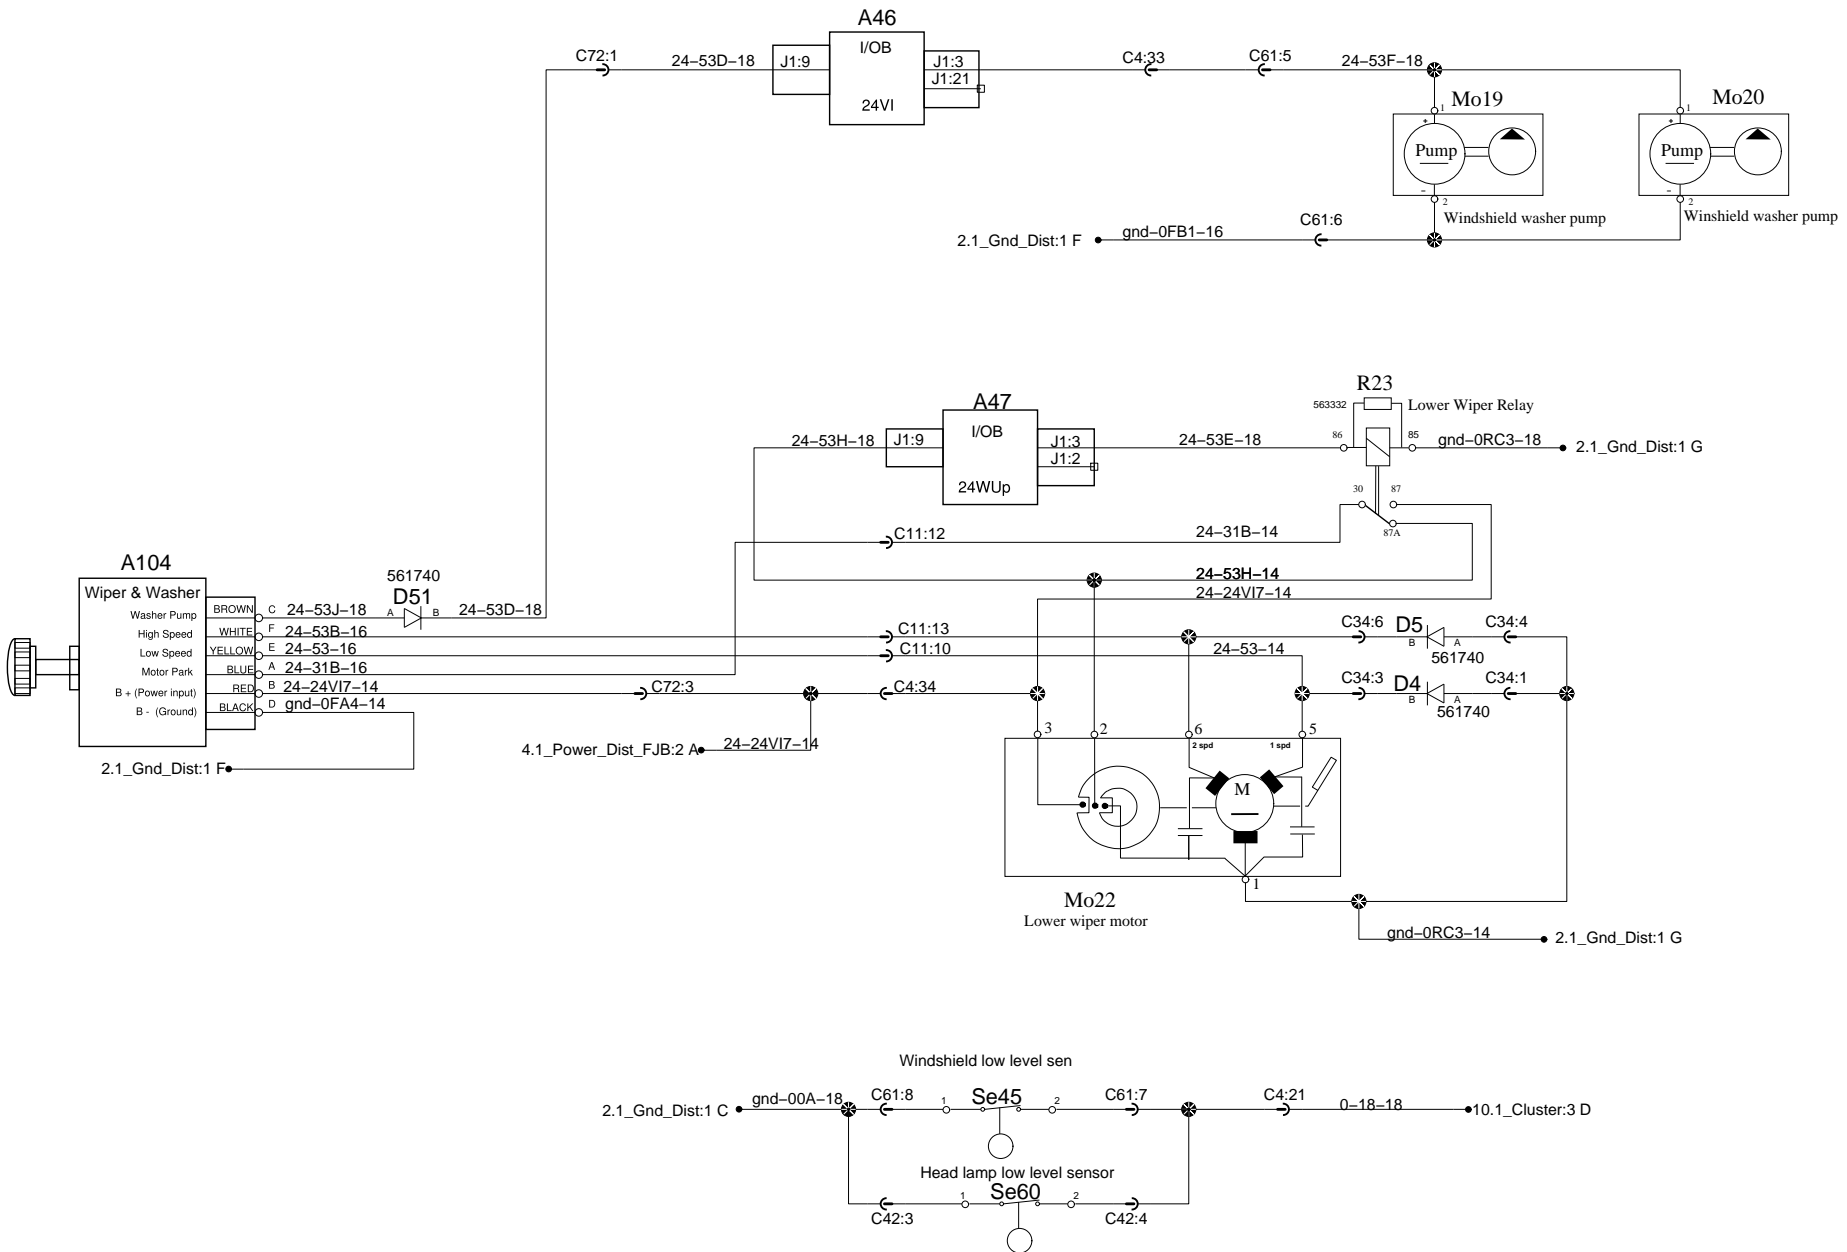 A46
I/OB
C72:1
24-53D-18
J1:9
J1:3
J1:21
24VI
C4:33
C61:5
24-53F-18
Mo19
Mo20
1
1
+
+
Pump
Pump
-
-
2
2
Windshield washer pump
Winshield washer pump
C61:6
2.1_Gnd_Dist:1 F
gnd-0FB1-16
R23
563332
Lower Wiper Relay
A47
I/OB
24-53H-18
J1:9
J1:3
J1:2
24WUp
24-53E-18
86
85
gnd-0RC3-18
2.1_Gnd_Dist:1 G
30
87
87A
C11:12
24-31B-14
24-53H-14
24-24VI7-14
A104
Wiper & Washer
561740
D51
Washer Pump
BROWN
C
24-53J-18
A
B
24-53D-18
High Speed
WHITE
F
24-53B-16
C11:13
C34:6
D5
B
A
561740
C34:4
Low Speed
YELLOW
E
24-53-16
C11:10
24-53-14
Motor Park
BLUE
A
24-31B-16
B + (Power input)
RED
B
24-24VI7-14
C72:3
C4:34
C34:3
D4
B
A
561740
C34:1
B - (Ground)
BLACK
D
gnd-0FA4-14
3
2
6
5
4.1_Power_Dist_FJB:2 A
24-24VI7-14
2 spd
1 spd
2.1_Gnd_Dist:1 F
M
1
Mo22
Lower wiper motor
gnd-0RC3-14
2.1_Gnd_Dist:1 G
Windshield low level sen
2.1_Gnd_Dist:1 C
gnd-00A-18
C61:8
1
Se45
2
C61:7
C4:21
0-18-18
10.1_Cluster:3 D
Head lamp low level sensor
C42:3
1
Se60
2
C42:4